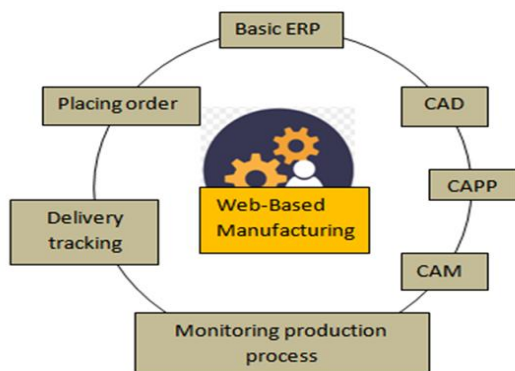 Basic ERP
Placing order
CAD
CAPP
Web-Based
Manufacturing
Delivery
tracking
CAM
Monitoring production
process